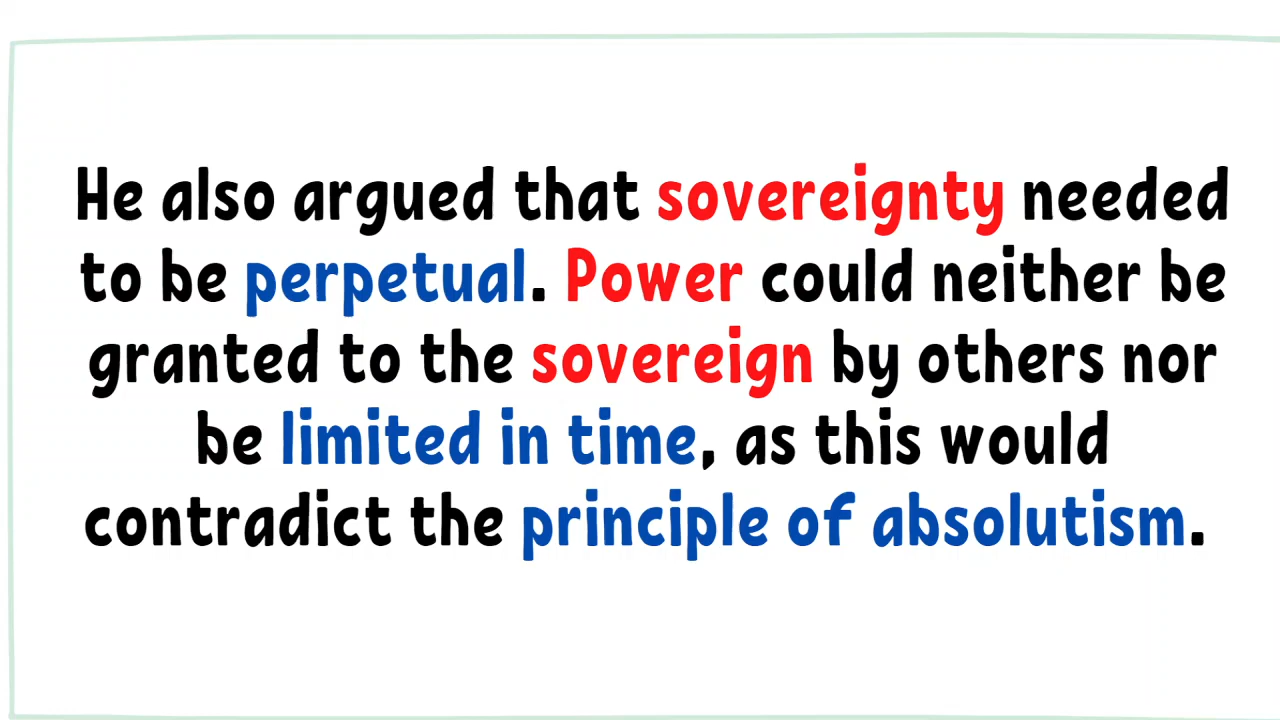 He also argued that sovereignty needed
to be perpetual. Power could neither be
granted to the sovereign by others nor
be limited in time, as this would
contradict the principle of absolutism.